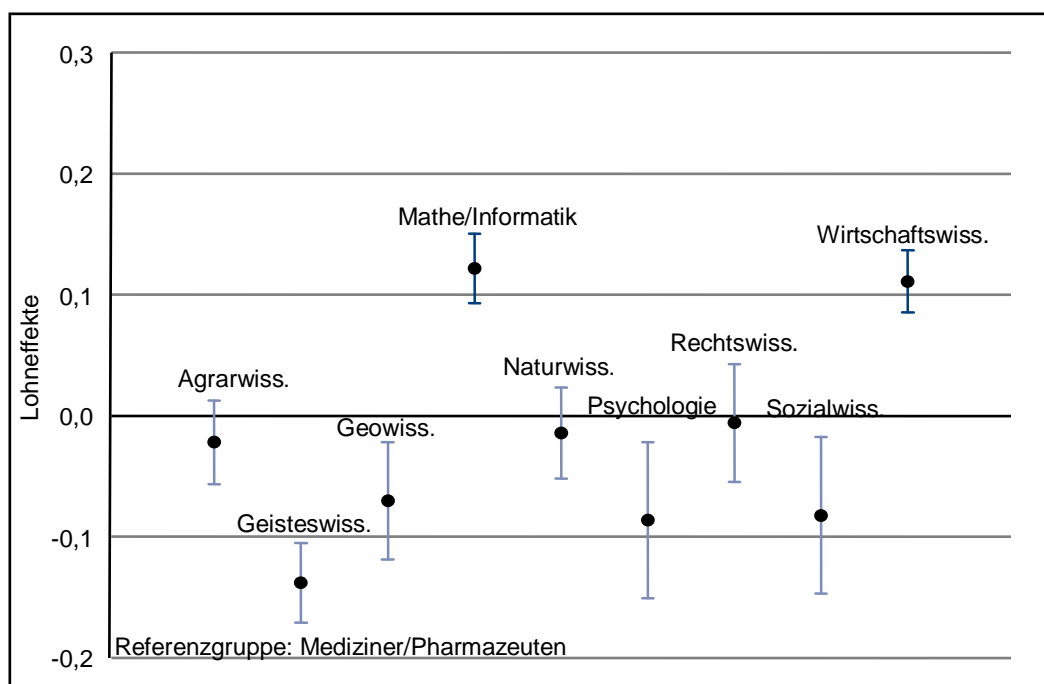 0,3
0,2
Mathe/Informatik
Wirtschaftswiss.
0,1
Rechtswiss.
Naturwiss.
Agrarwiss.
Psychologie
Sozialwiss.
0,0
Geowiss.
Geisteswiss.
-0,1
Referenzgruppe: Mediziner/Pharmazeuten
-0,2
Lohneffekte